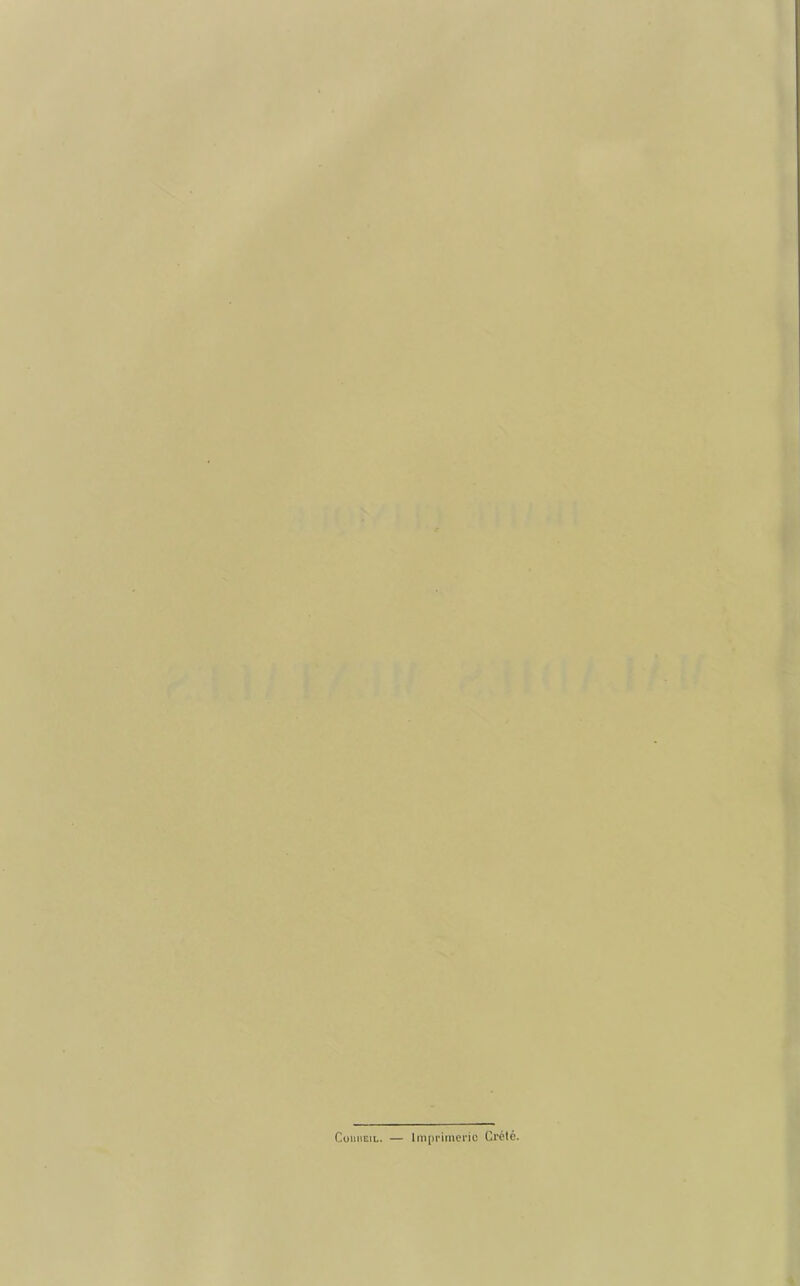 Corbeil. — Imprimerie Crété.